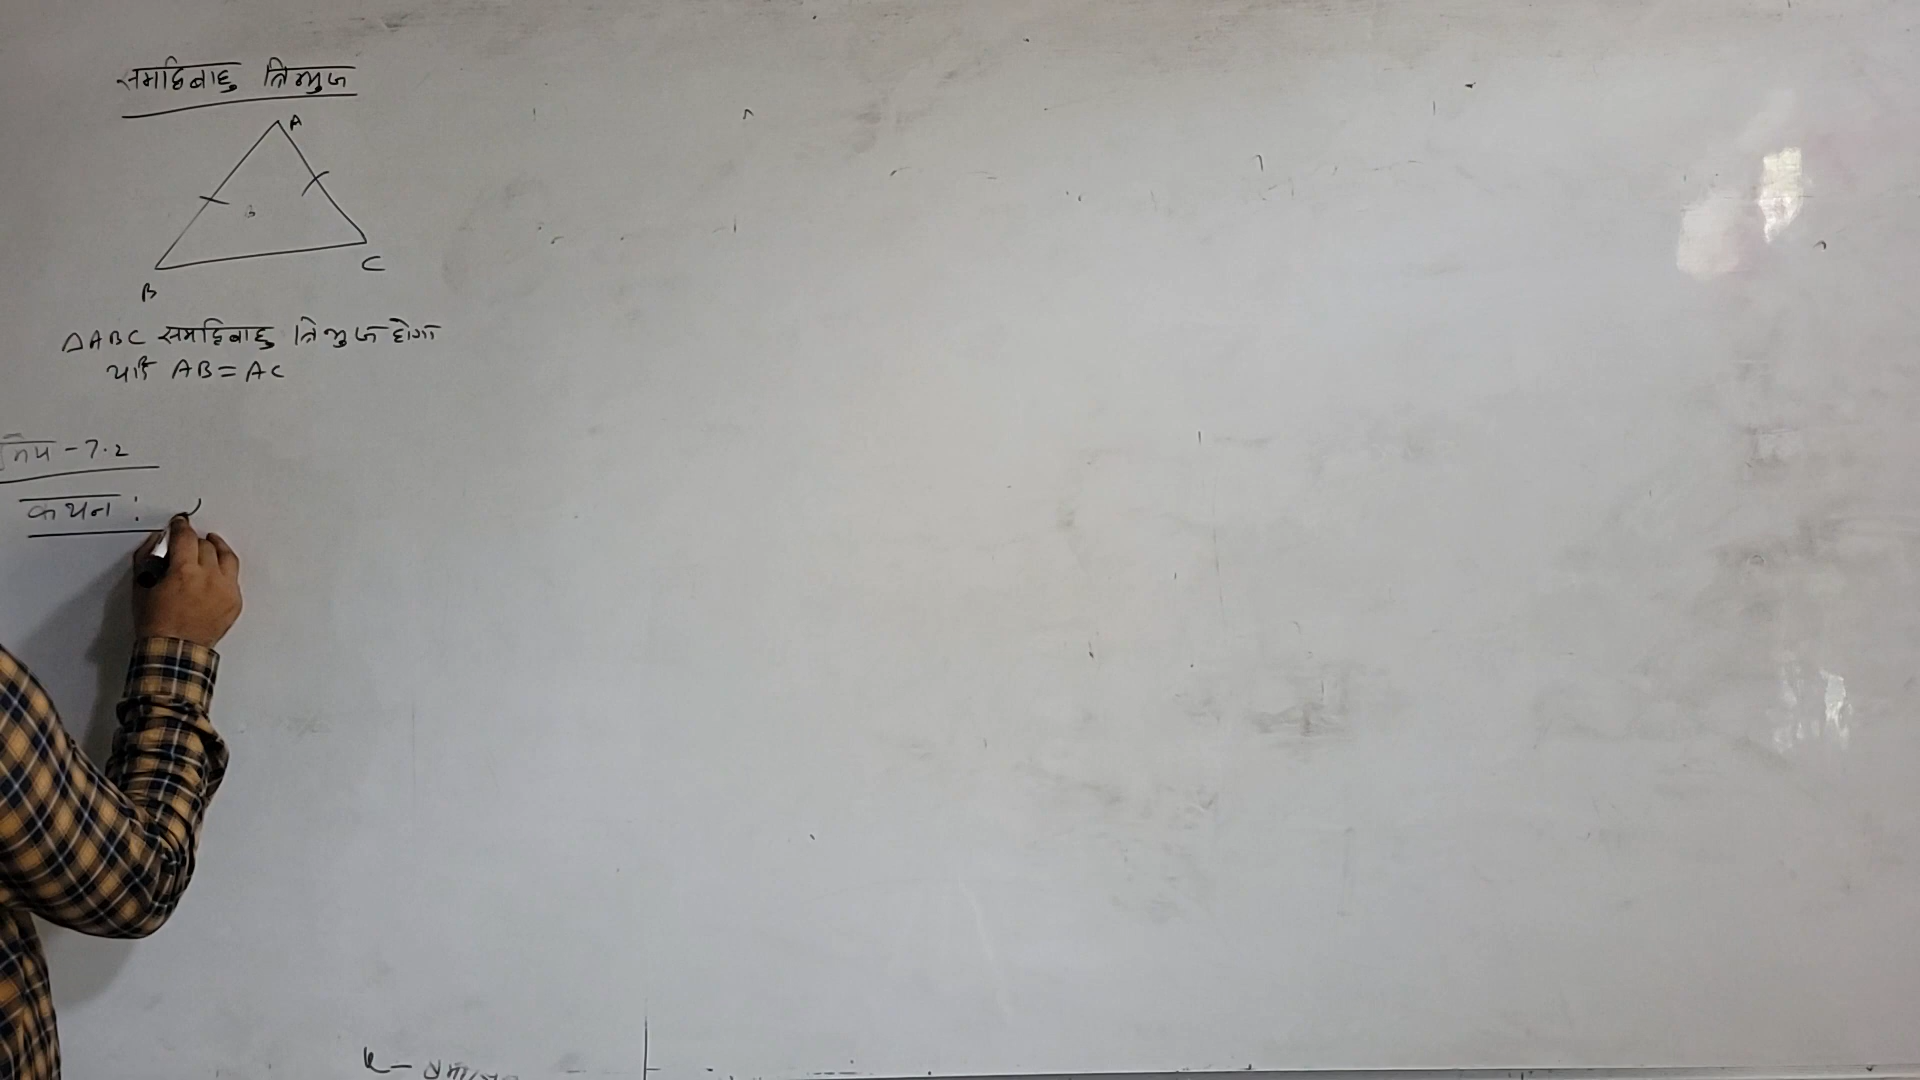 समद्विबाहु त्रिभुज
A
B
C
△ABC समद्विबाहु त्रिभुज होगा
यदि AB = AC
मेय - 7.2
कथन :